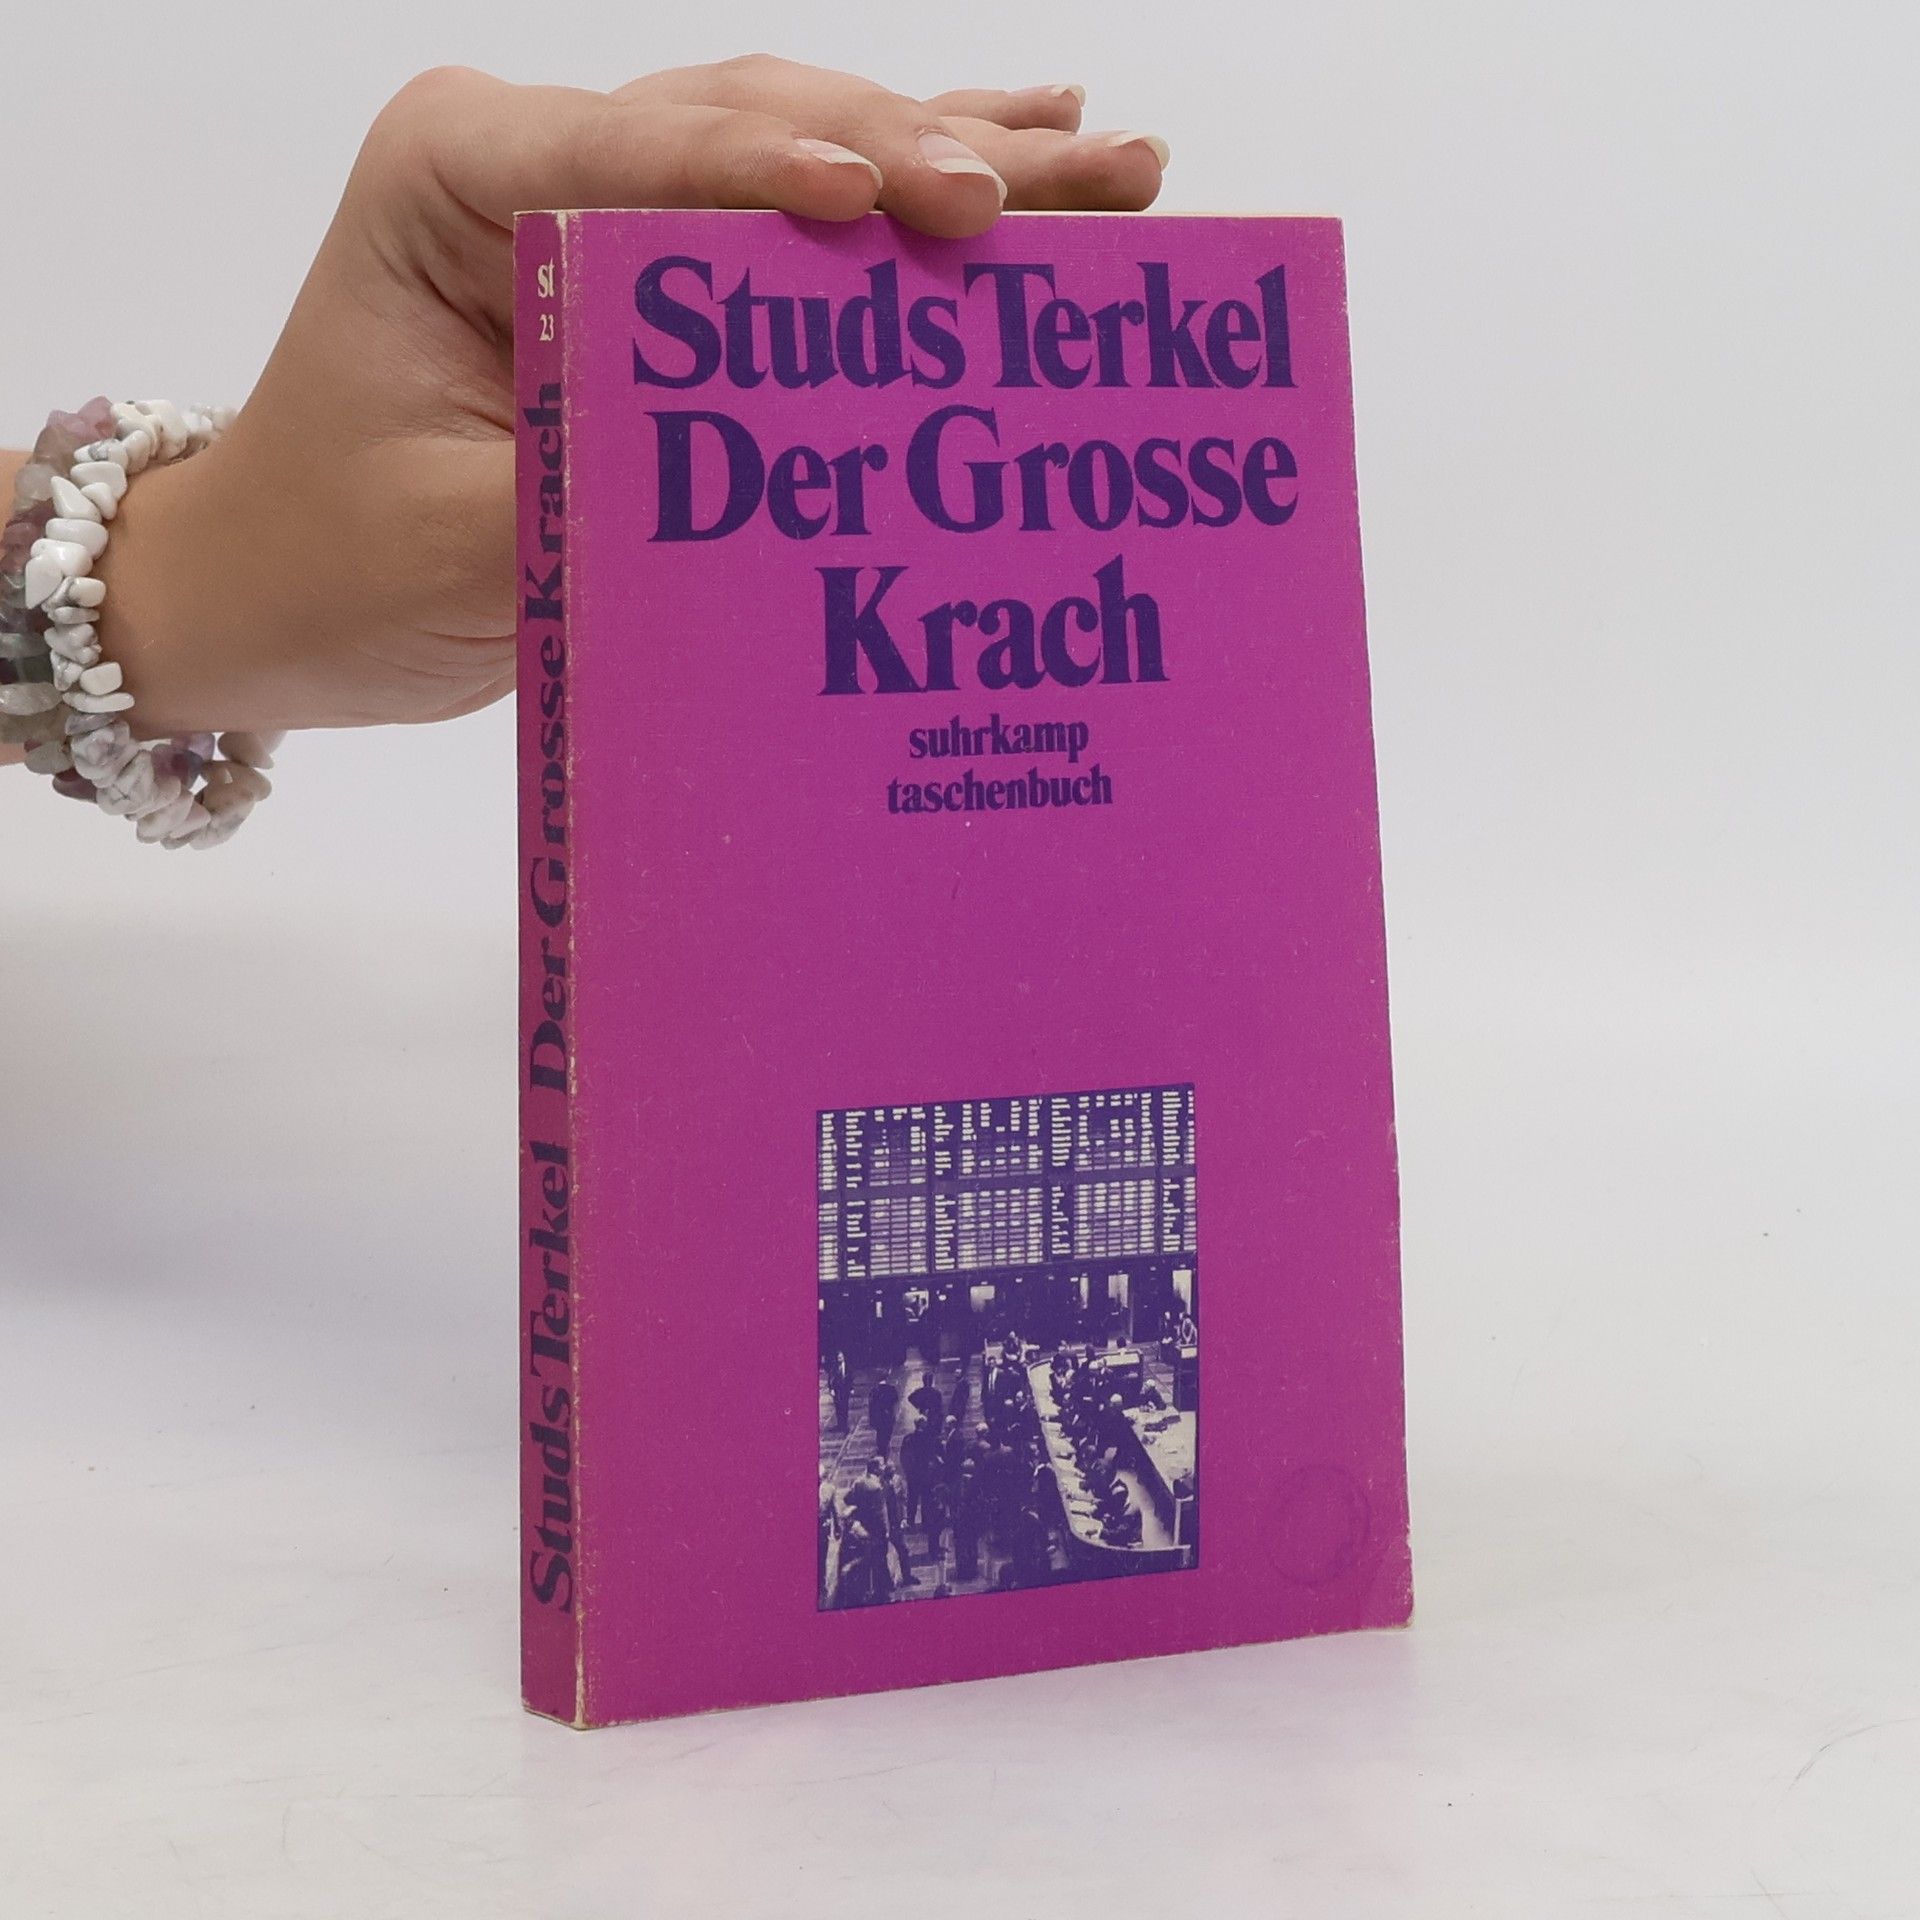 Studs Terkel
Der Grosse
Krach
suhrkamp
taschenbuch
st
23
Studs Terkel Der Grosse Krach